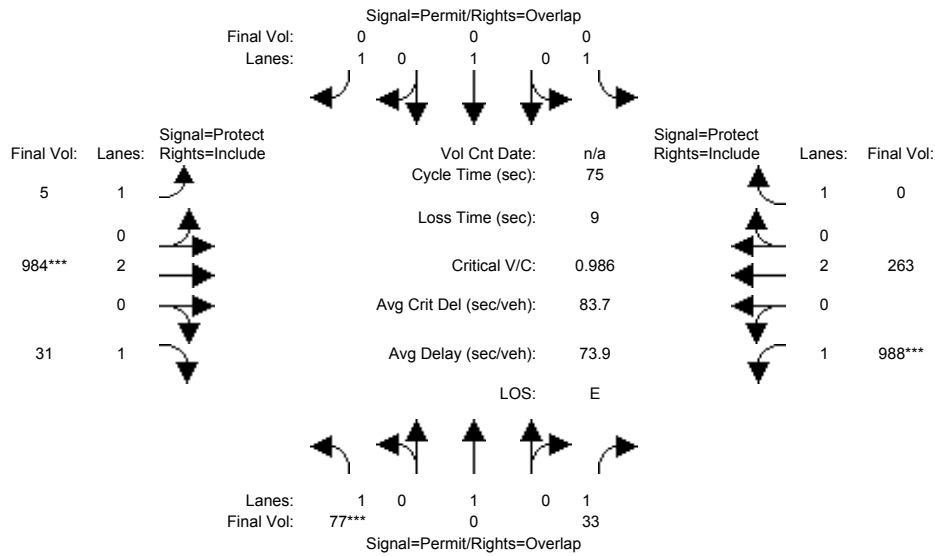 Signal=Permit/Rights=Overlap
Final Vol: 0 0 0
Lanes: 1 0 1 0 1
Signal=Protect
Final Vol: Lanes: Rights=Include
Vol Cnt Date: n/a
Signal=Protect
Rights=Include Lanes: Final Vol:
Cycle Time (sec): 75
5 1
1 0
Loss Time (sec): 9
0
0
984*** 2
Critical V/C: 0.986
2 263
0
Avg Crit Del (sec/veh): 83.7
0
31 1
Avg Delay (sec/veh): 73.9
1 988***
LOS: E
Lanes: 1 0 1 0 1
Final Vol: 77*** 0 33
Signal=Permit/Rights=Overlap